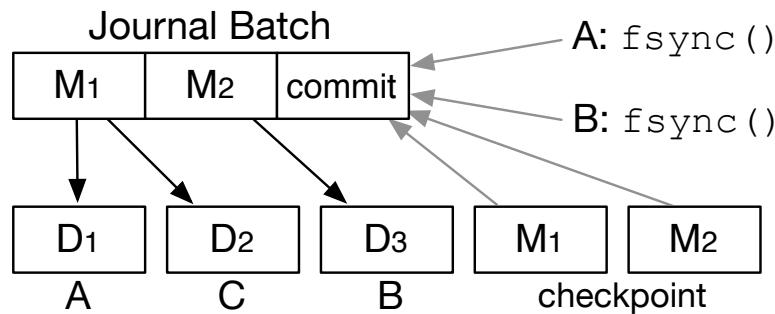 Journal Batch
A: fsync()
M1 M2 commit
B: fsync()
D1 D2 D3 M1 M2
A C B checkpoint